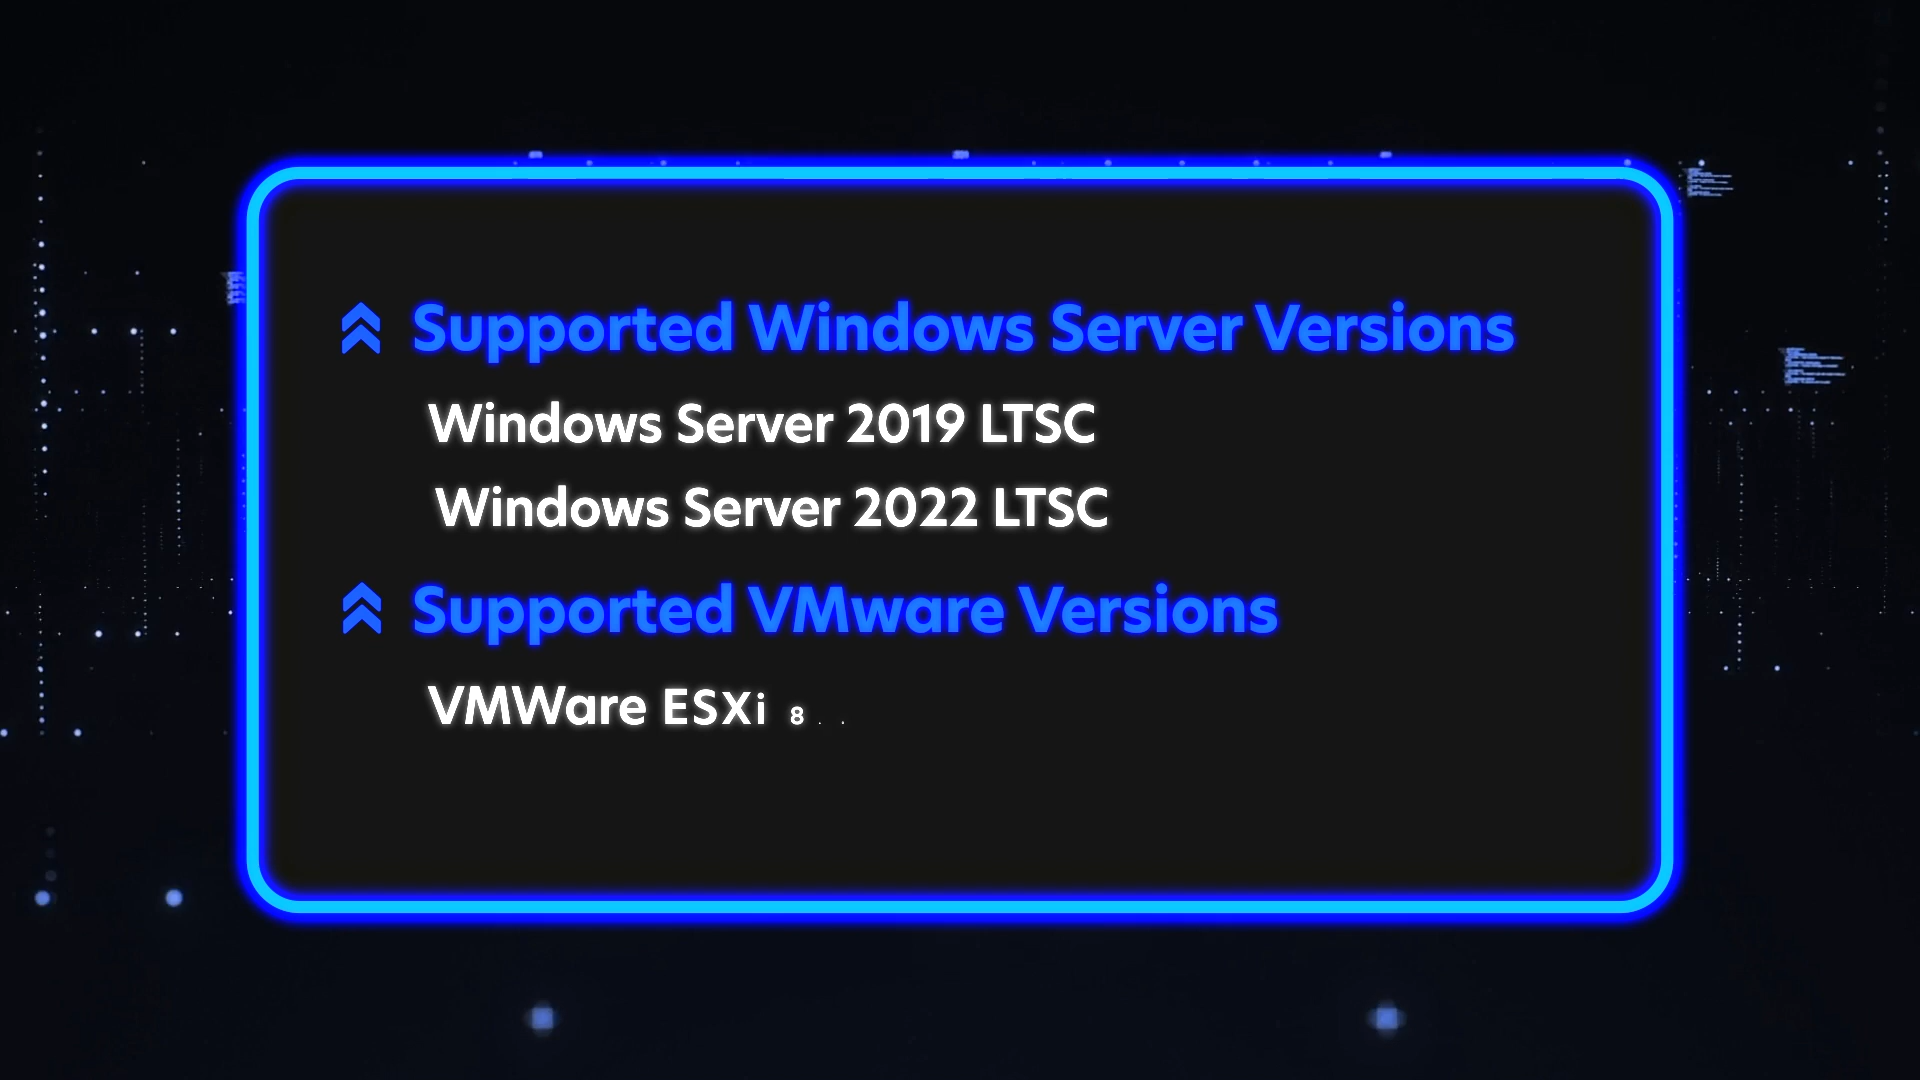 Supported Windows Server Versions
Windows Server 2019 LTSC
Windows Server 2022 LTSC
Supported VMware Versions
VMWare ESXi 8 . .